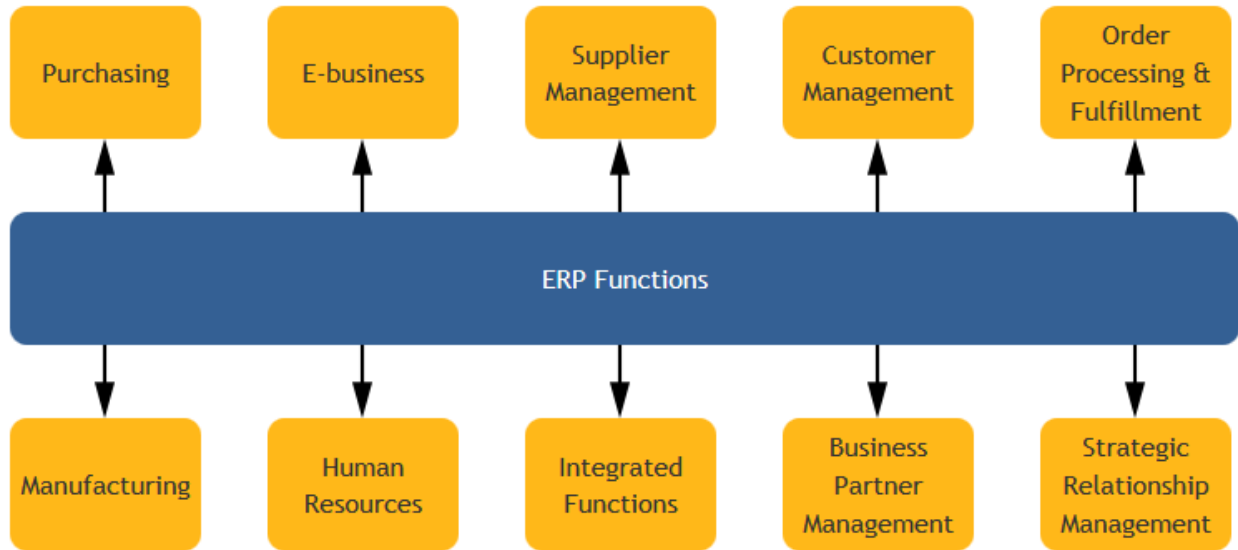 Purchasing
E-business
Supplier
Management
Customer
Management
Order
Processing &
Fulfillment
ERP Functions
Manufacturing
Human
Resources
Integrated
Functions
Business
Partner
Management
Strategic
Relationship
Management